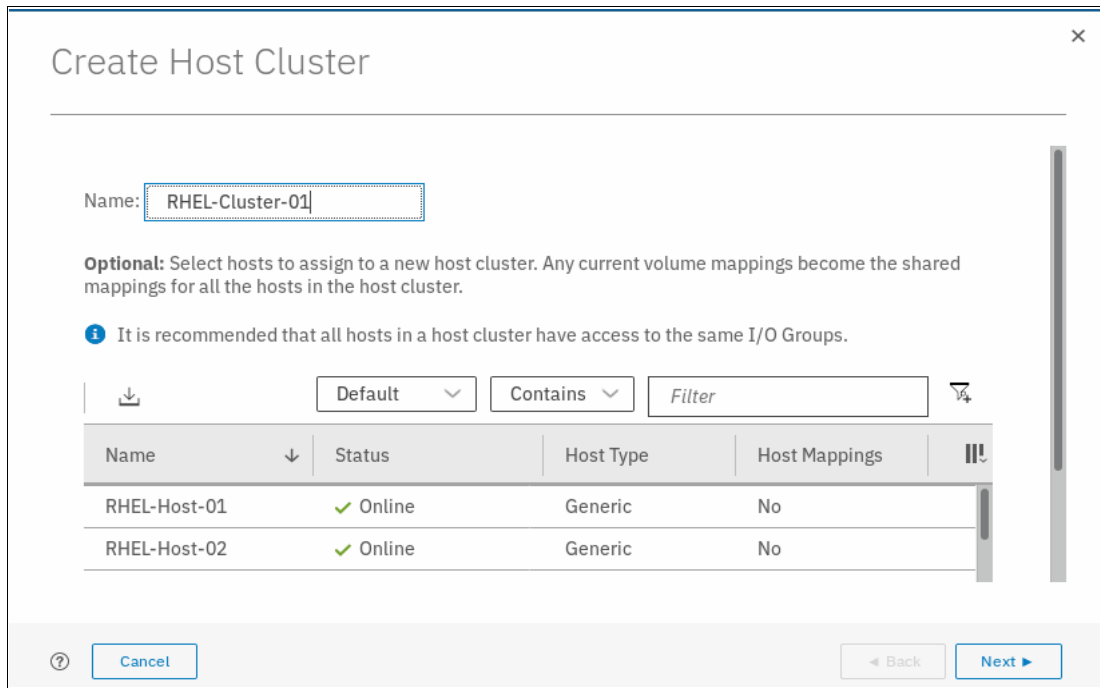 Create Host Cluster
Name: RHEL-Cluster-01
Optional: Select hosts to assign to a new host cluster. Any current volume mappings become the shared
mappings for all the hosts in the host cluster.
It is recommended that all hosts in a host cluster have access to the same I/O Groups.
Default Contains Filter
Name Status Host Type Host Mappings
RHEL-Host-01 Online Generic No
RHEL-Host-02 Online Generic No
Cancel Back Next